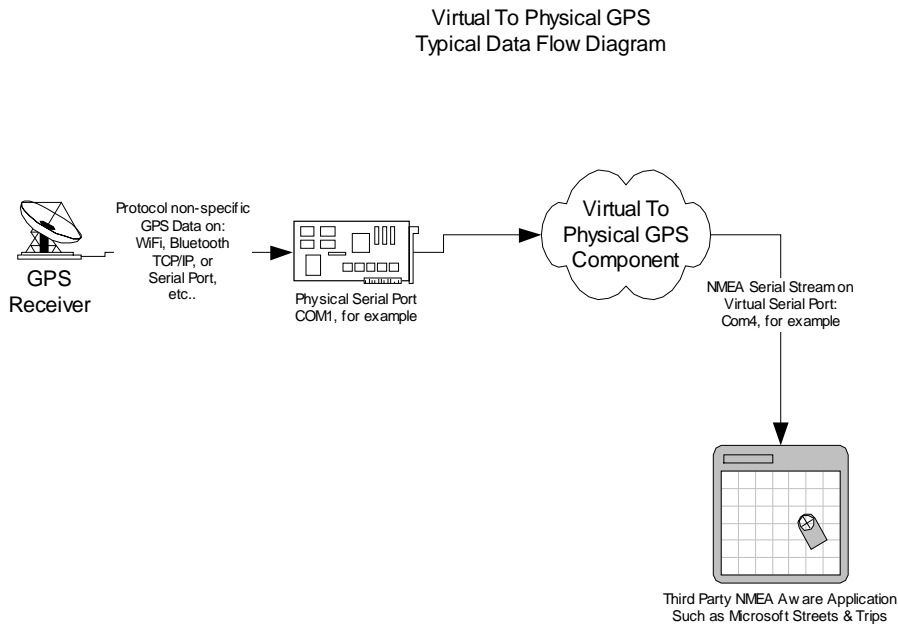 Virtual To Physical GPS
Typical Data Flow Diagram
Protocol non-specific
GPS Data on:
WiFi, Bluetooth
TCP/IP, or
Serial Port,
etc..
GPS
Receiver
Physical Serial Port
COM1, for example
Virtual To
Physical GPS
Component
NMEA Serial Stream on
Virtual Serial Port:
Com4, for example
Third Party NMEA Aware Application
Such as Microsoft Streets & Trips